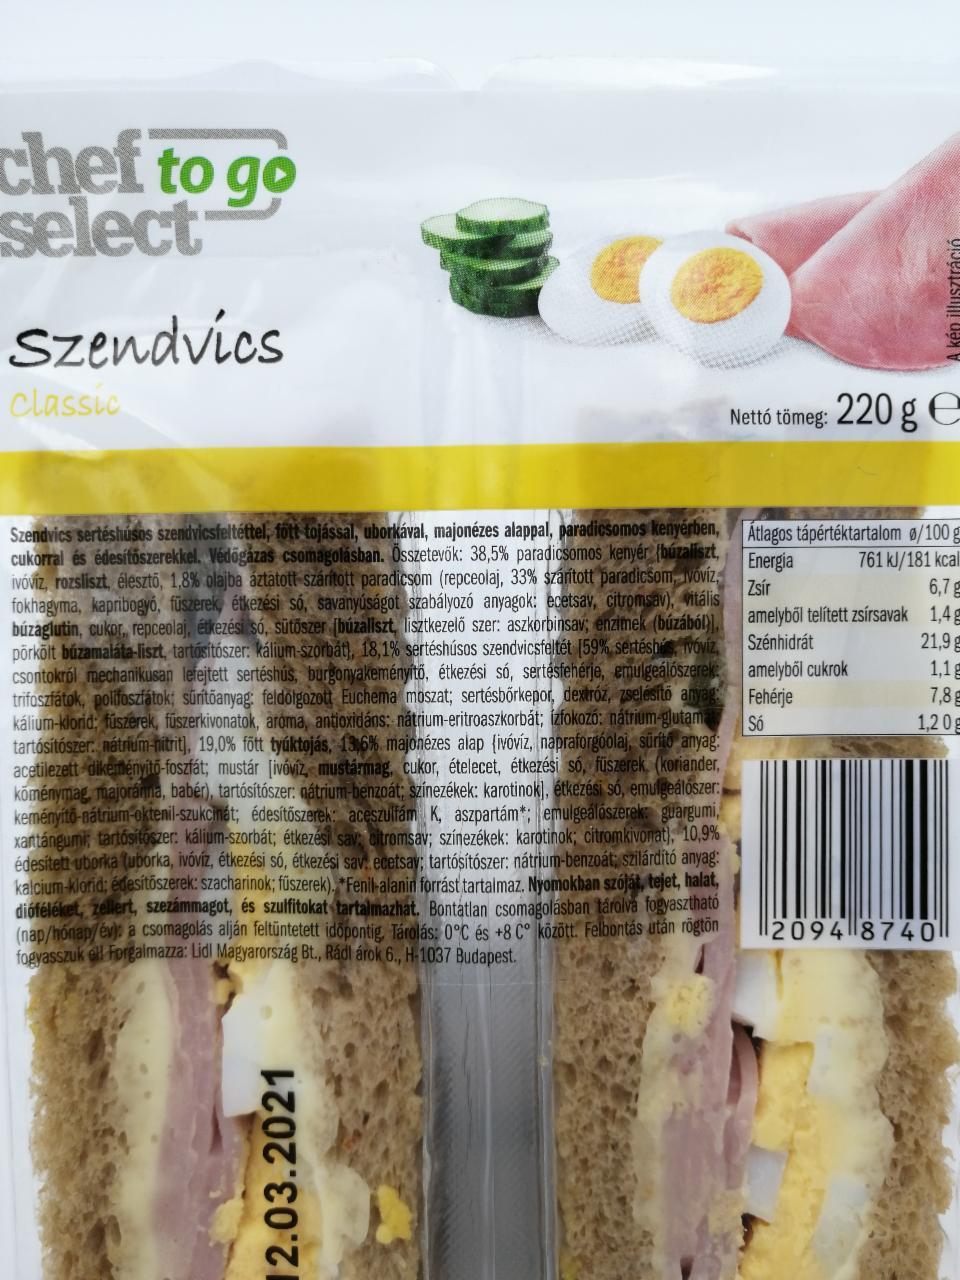 chef to go
select
Szendvics
Classic
A kép illusztráció
Nettó tömeg: 220 g ℮
Szendvics sertéshúsos szendvicsfeltéttel, főtt tojással, uborkával, majonézes alappal, paradicsomos kenyérben,
cukorral és édesítőszerekkel. Védőgázas csomagolásban. Összetevők: 38,5% paradicsomos kenyér (búzaliszt,
ivóvíz, rozsliszt, élesztő, 1,8% olajba áztatott szárított paradicsom (repceolaj, 33% szárított paradicsom, ivóvíz,
fokhagyma, kapribogyó, fűszerek, étkezési só, savanyúságot szabályozó anyagok: ecetsav, citromsav), vitális
búzaglutin, cukor, repceolaj, étkezési só, sütőszer [búzaliszt, lisztkezelő szer: aszkorbinsav; enzimek (búzából)],
pörkölt búzamaláta-liszt, tartósítószer: kálium-szorbát), 18,1% sertéshúsos szendvicsfeltét [59% sertéshús, ivóvíz,
csontokról mechanikusan lefejtett sertéshús, burgonyakeményítő, étkezési só, sertésfehérje, emulgeálószerek:
trifoszfátok, polifoszfátok; sűrítőanyag: feldolgozott Euchema moszat; sertésbőrkepor, dextróz, zselésítő anyag:
kálium-klorid; fűszerek, fűszerkivonatok, aroma, antioxidáns: nátrium-eritroaszkorbát; ízfokozó: nátrium-glutamát
tartósítószer: nátrium-nitrit], 19,0% főtt tyúktojás, 13,6% majonézes alap {ivóvíz, napraforgóolaj, sűrítő anyag:
acetilezett dikeményítő-foszfát; mustár [ivóvíz, mustármag, cukor, ételecet, étkezési só, fűszerek (koriander,
köménymag, majoránna, babér), tartósítószer: nátrium-benzoát; színezékek: karotinok], étkezési só, emulgeálószer:
keményítő-nátrium-oktenil-szukcinát; édesítőszerek: aceszulfám K, aszpartám*; emulgeálószerek: guargumi,
xantángumi; tartósítószer: kálium-szorbát; étkezési sav: citromsav; színezékek: karotinok; citromkivonat}, 10,9%
édesített uborka (uborka, ivóvíz, étkezési só, étkezési sav: ecetsav; tartósítószer: nátrium-benzoát; szilárdító anyag:
kalcium-klorid; édesítőszerek: szacharinok; fűszerek). *Fenil-alanin forrást tartalmaz. Nyomokban szóját, tejet, halat,
dióféléket, zellert, szezámmagot, és szulfitokat tartalmazhat. Bontatlan csomagolásban tárolva fogyasztható
(nap/hónap/év): a csomagolás alján feltüntetett időpontig. Tárolás: 0°C és +8 C° között. Felbontás után rögtön
fogyasszuk el! Forgalmazza: Lidl Magyarország Bt., Rádl árok 6., H-1037 Budapest.
Átlagos tápértéktartalom ø/100 g
Energia 761 kJ/181 kcal
Zsír 6,7 g
amelyből telített zsírsavak 1,4 g
Szénhidrát 21,9 g
amelyből cukrok 1,1 g
Fehérje 7,8 g
Só 1,2 0 g
2094 8740
12.03.2021